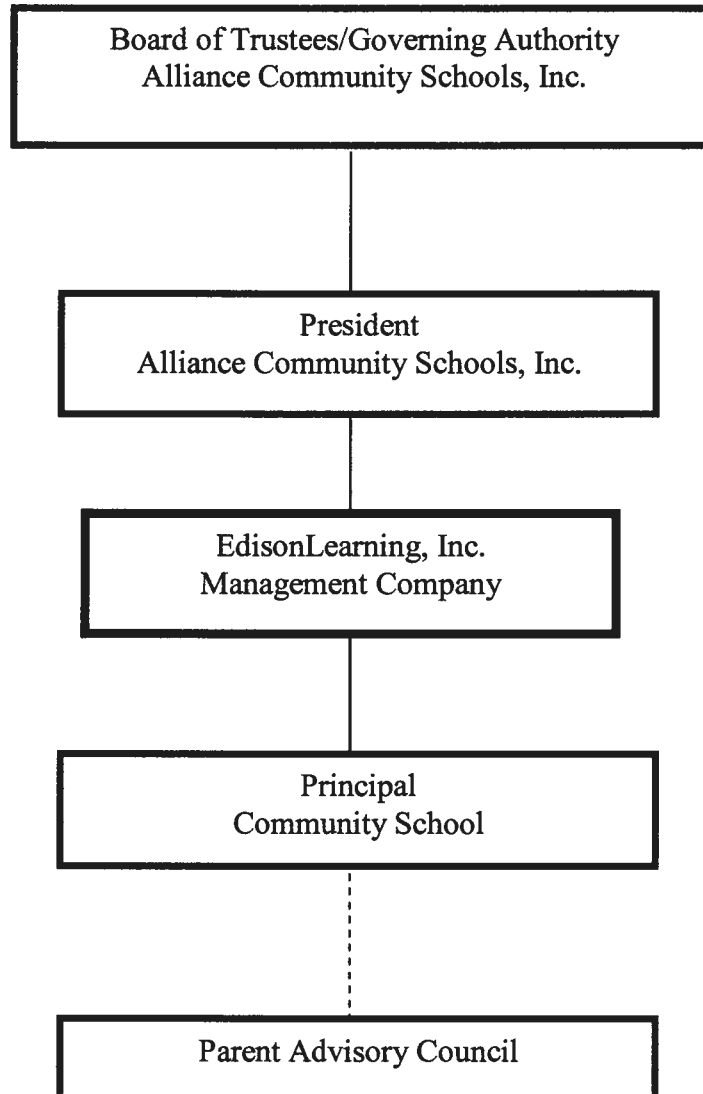 Board of Trustees/Governing Authority
Alliance Community Schools, Inc.
President
Alliance Community Schools, Inc.
EdisonLearning, Inc.
Management Company
Principal
Community School
Parent Advisory Council